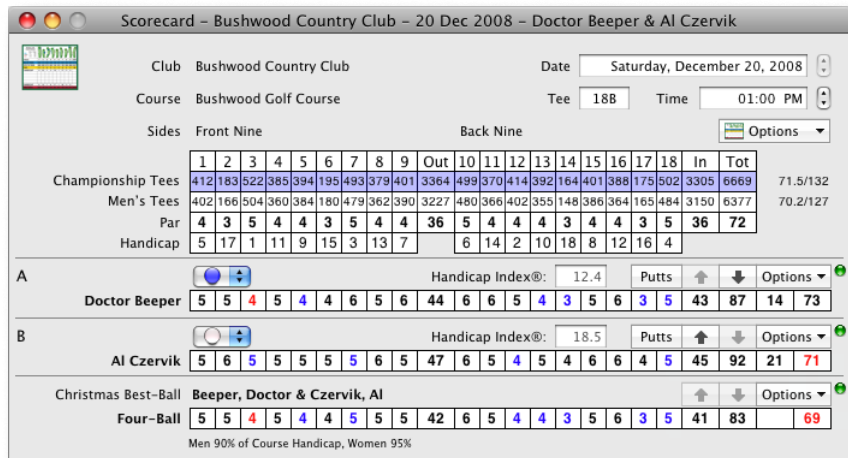 Scorecard – Bushwood Country Club – 20 Dec 2008 – Doctor Beeper & Al Czervik
Club Bushwood Country Club Date Saturday, December 20, 2008
Course Bushwood Golf Course Tee 18B Time 01:00 PM
Sides Front Nine Back Nine Options
1 2 3 4 5 6 7 8 9 Out 10 11 12 13 14 15 16 17 18 In Tot
Championship Tees 412 183 522 385 394 195 493 379 401 3364 499 370 414 392 164 401 388 175 502 3305 6669 71.5/132
Men's Tees 402 166 504 360 384 180 479 362 390 3227 480 366 402 355 148 386 364 165 484 3150 6377 70.2/127
Par 4 3 5 4 4 3 5 4 4 36 5 4 4 4 3 4 4 3 5 36 72
Handicap 5 17 1 11 9 15 3 13 7 6 14 2 10 18 8 12 16 4
A Handicap Index®: 12.4 Putts Options
Doctor Beeper 5 5 4 5 4 4 6 5 6 44 6 6 5 4 3 5 6 3 5 43 87 14 73
B Handicap Index®: 18.5 Putts Options
Al Czervik 5 6 5 5 5 5 5 6 5 47 6 5 4 5 4 6 6 4 5 45 92 21 71
Christmas Best-Ball Beeper, Doctor & Czervik, Al Options
Four-Ball 5 5 4 5 4 4 5 5 5 42 6 5 4 4 3 5 6 3 5 41 83 69
Men 90% of Course Handicap, Women 95%